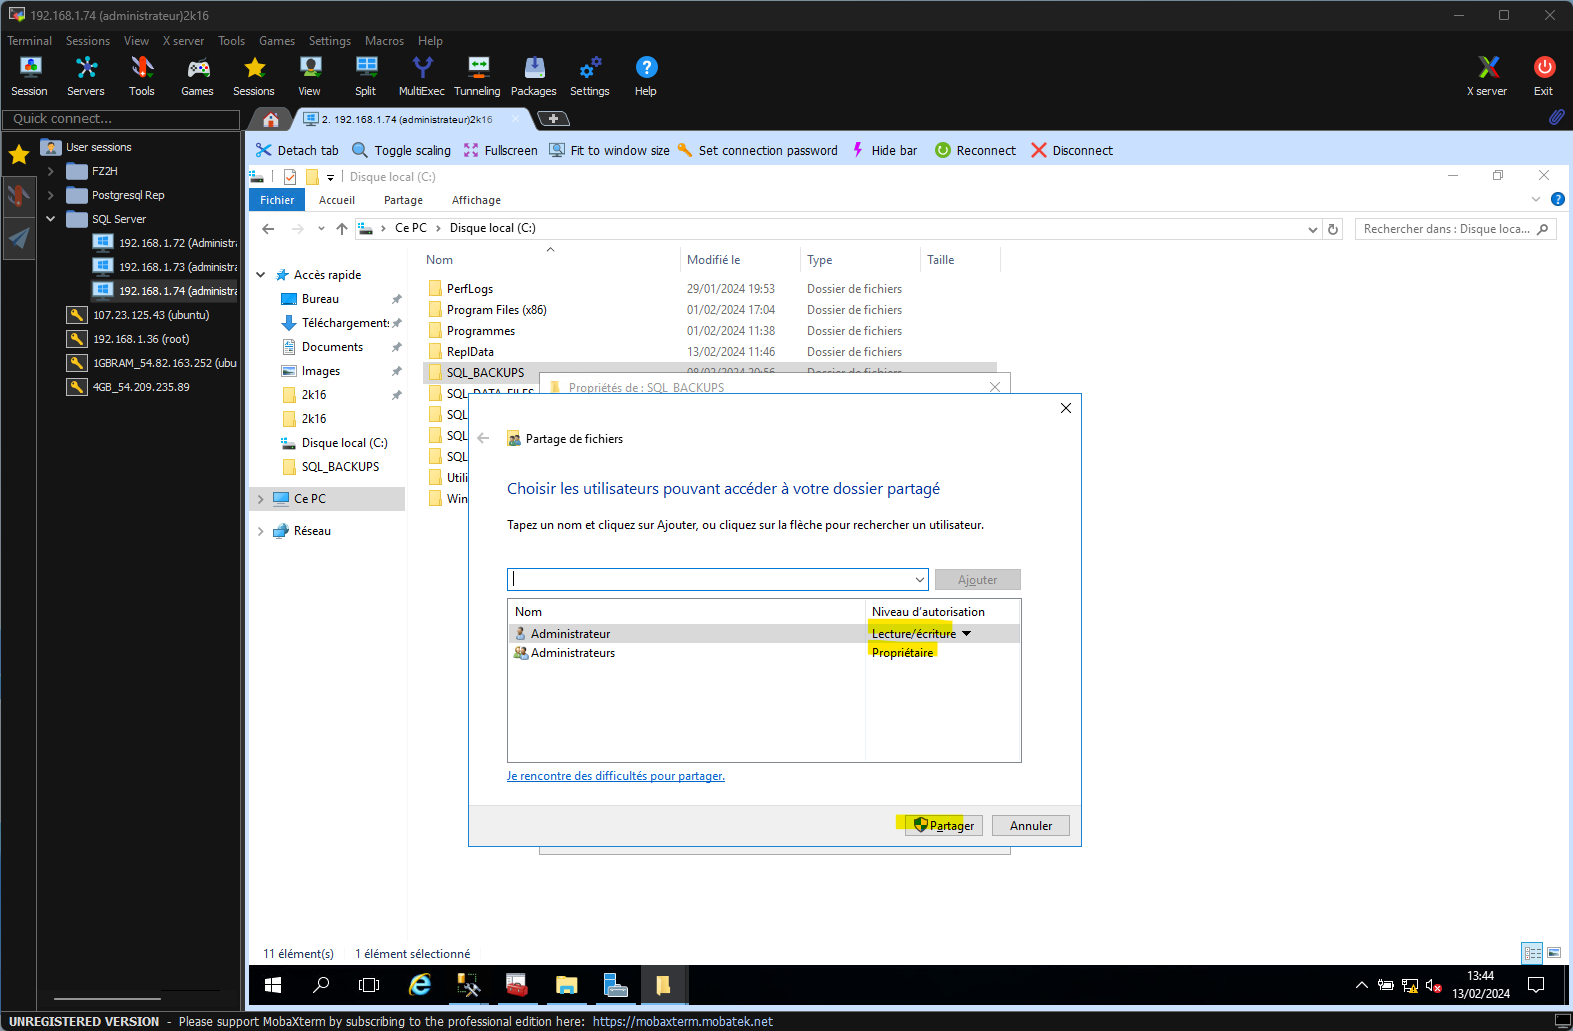 192.168.1.74 (administrateur)2k16
Terminal Sessions View X server Tools Games Settings Macros Help
Session Servers Tools Games Sessions View Split MultiExec Tunneling Packages Settings Help X server Exit
Quick connect...
2. 192.168.1.74 (administrateur)2k16
User sessions
FZ2H
Postgresql Rep
SQL Server
192.168.1.72 (Administra
192.168.1.73 (administra
192.168.1.74 (administra
107.23.125.43 (ubuntu)
192.168.1.36 (root)
1GBRAM_54.82.163.252 (ubu
4GB_54.209.235.89
Detach tab Toggle scaling Fullscreen Fit to window size Set connection password Hide bar Reconnect Disconnect
Disque local (C:)
Fichier Accueil Partage Affichage
Ce PC > Disque local (C:)
Rechercher dans : Disque loca...
Accès rapide
Bureau
Téléchargements
Documents
Images
2k16
2k16
Disque local (C:)
SQL_BACKUPS
Ce PC
Réseau
Nom Modifié le Type Taille
PerfLogs 29/01/2024 19:53 Dossier de fichiers
Program Files (x86) 01/02/2024 17:04 Dossier de fichiers
Programmes 01/02/2024 11:38 Dossier de fichiers
ReplData 13/02/2024 11:46 Dossier de fichiers
SQL_BACKUPS 08/02/2024 20:56 Dossier de fichiers
SQL_DATA_FILES
SQL
SQL
SQL
Utili
Win
Propriétés de : SQL_BACKUPS
Partage de fichiers
Choisir les utilisateurs pouvant accéder à votre dossier partagé
Tapez un nom et cliquez sur Ajouter, ou cliquez sur la flèche pour rechercher un utilisateur.
Ajouter
Nom Niveau d'autorisation
Administrateur Lecture/écriture
Administrateurs Propriétaire
Je rencontre des difficultés pour partager.
Partager Annuler
11 élément(s) 1 élément sélectionné
13:44
13/02/2024
UNREGISTERED VERSION - Please support MobaXterm by subscribing to the professional edition here: https://mobaxterm.mobatek.net